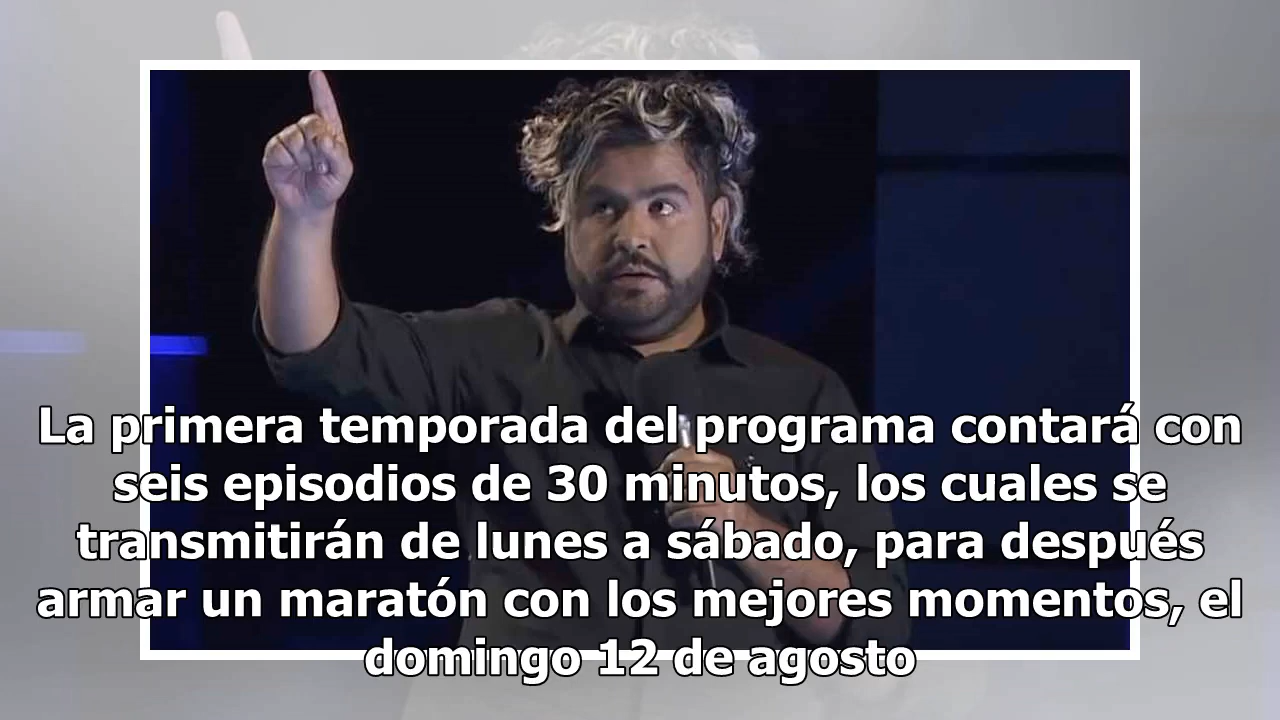 La primera temporada del programa contará con
seis episodios de 30 minutos, los cuales se
transmitirán de lunes a sábado, para después
armar un maratón con los mejores momentos, el
domingo 12 de agosto